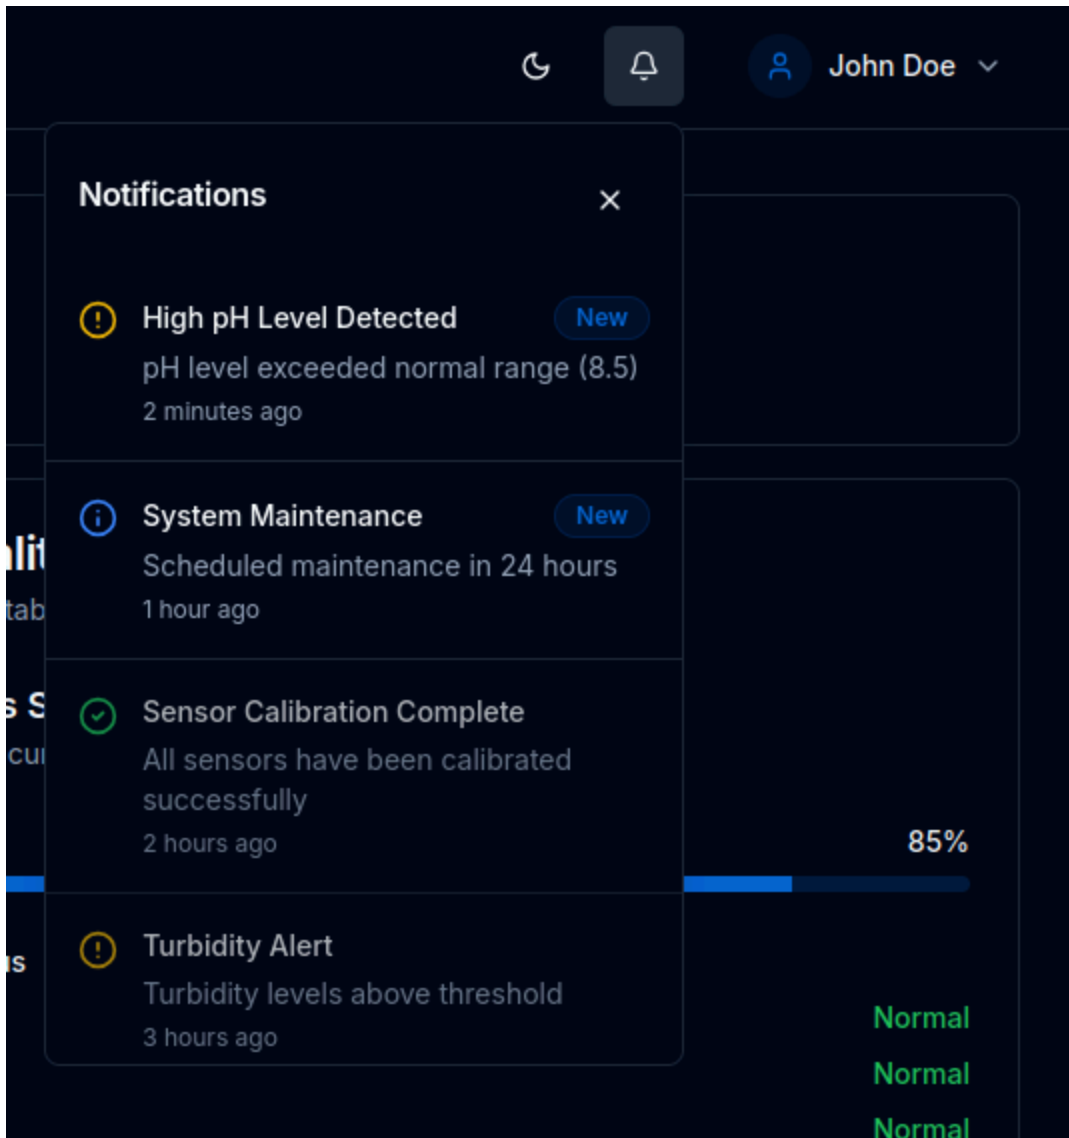 John Doe
Notifications
High pH Level Detected
New
pH level exceeded normal range (8.5)
2 minutes ago
System Maintenance
New
Scheduled maintenance in 24 hours
1 hour ago
Sensor Calibration Complete
All sensors have been calibrated
successfully
2 hours ago
85%
Turbidity Alert
Turbidity levels above threshold
3 hours ago
Normal
Normal
Normal